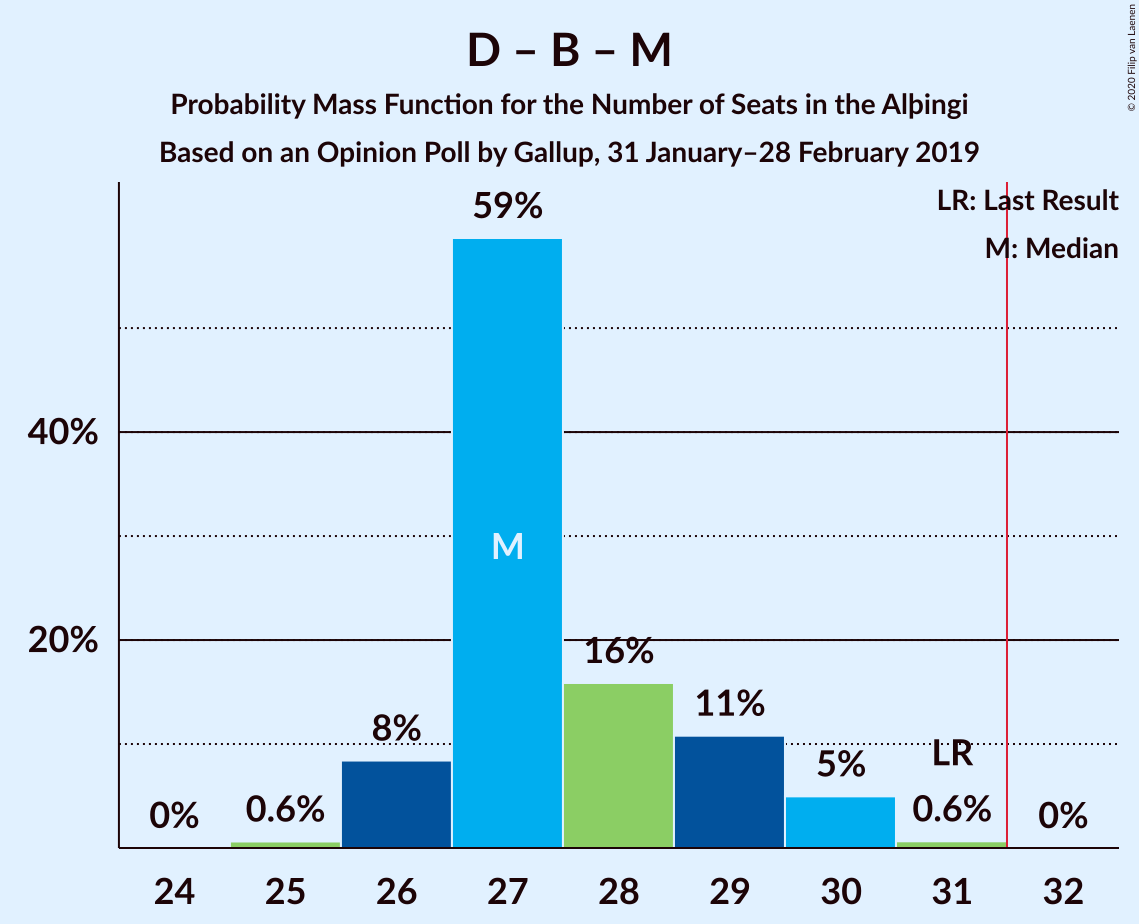 D – B – M
Probability Mass Function for the Number of Seats in the Alþingi
Based on an Opinion Poll by Gallup, 31 January–28 February 2019
© 2020 Filip van Laenen
LR: Last Result
M: Median
59%
40%
M
20%
16%
11%
8%
5%
LR
0%
0.6%
0.6%
0%
24 25 26 27 28 29 30 31 32